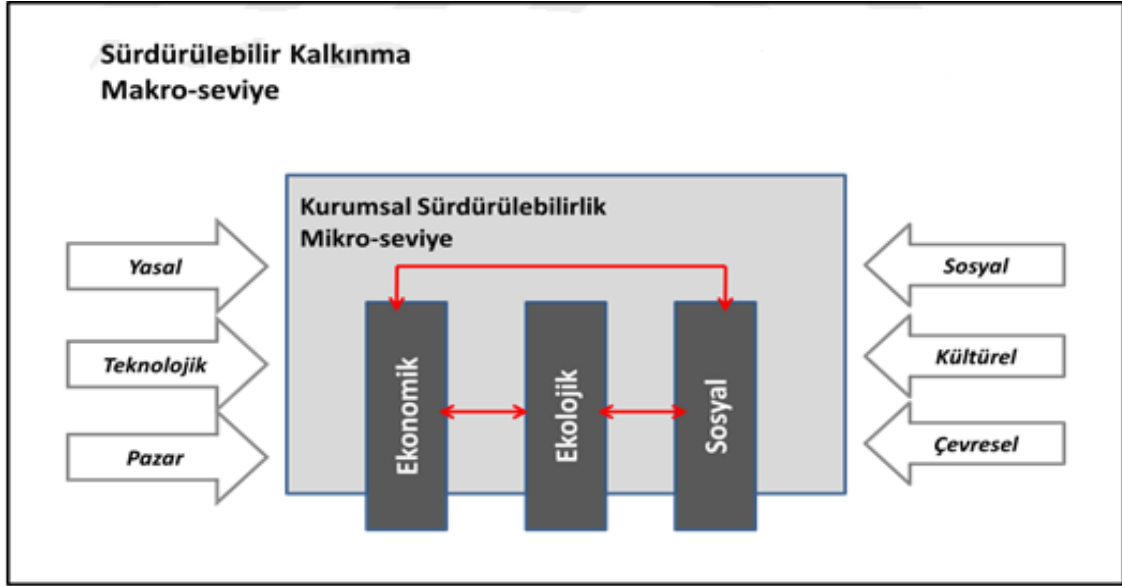 Sürdürülebilir Kalkınma
Makro-seviye
Kurumsal Sürdürülebilirlik
Mikro-seviye
Yasal
Teknolojik
Pazar
Ekonomik
Ekolojik
Sosyal
Sosyal
Kültürel
Çevresel